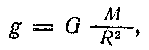 g = G M/R²,